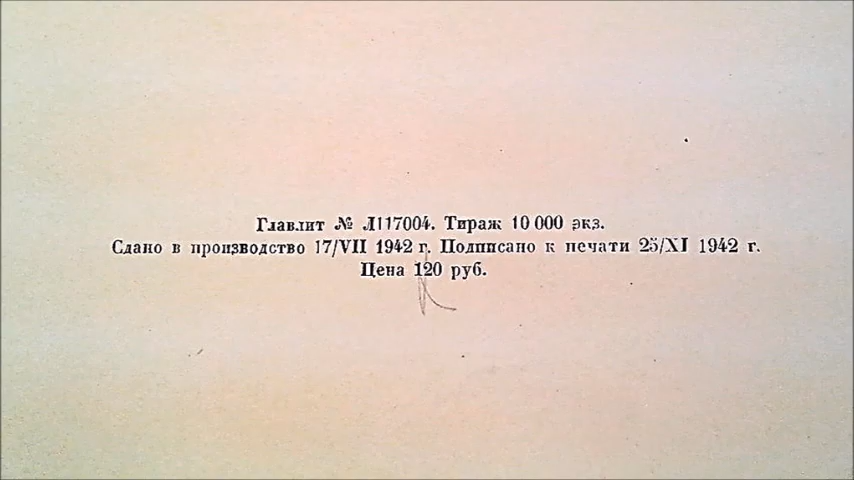 Главлит № Л117004. Тираж 10 000 экз.
Сдано в производство 17/VII 1942 г. Подписано к печати 25/XI 1942 г.
Цена 120 руб.